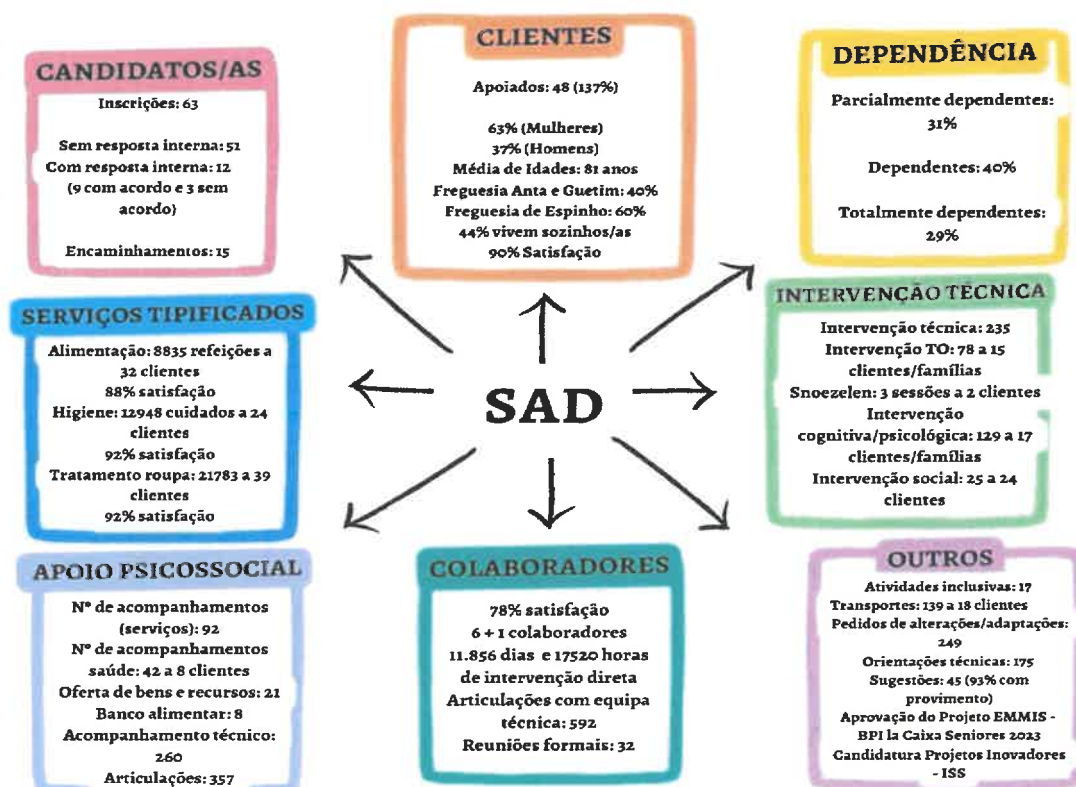 CANDIDATOS/AS
Inscrições: 63
Sem resposta interna: 51
Com resposta interna: 12
(9 com acordo e 3 sem
acordo)
Encaminhamentos: 15
CLIENTES
Apoiados: 48 (137%)
63% (Mulheres)
37% (Homens)
Média de Idades: 81 anos
Freguesia Anta e Guetim: 40%
Freguesia de Espinho: 60%
44% vivem sozinhos/as
90% Satisfação
DEPENDÊNCIA
Parcialmente dependentes:
31%
Dependentes: 40%
Totalmente dependentes:
29%
SERVIÇOS TIPIFICADOS
Alimentação: 8835 refeições a
32 clientes
88% satisfação
Higiene: 12948 cuidados a 24
clientes
92% satisfação
Tratamento roupa: 21783 a 39
clientes
92% satisfação
SAD
INTERVENÇÃO TÉCNICA
Intervenção técnica: 235
Intervenção TO: 78 a 15
clientes/famílias
Snoezelen: 3 sessões a 2 clientes
Intervenção
cognitiva/psicológica: 129 a 17
clientes/famílias
Intervenção social: 25 a 24
clientes
APOIO PSICOSSOCIAL
Nº de acompanhamentos
(serviços): 92
Nº de acompanhamentos
saúde: 42 a 8 clientes
Oferta de bens e recursos: 21
Banco alimentar: 8
Acompanhamento técnico:
260
Articulações: 357
COLABORADORES
78% satisfação
6 + 1 colaboradores
11.856 dias e 17520 horas
de intervenção direta
Articulações com equipa
técnica: 592
Reuniões formais: 32
OUTROS
Atividades inclusivas: 17
Transportes: 139 a 18 clientes
Pedidos de alterações/adaptações:
249
Orientações técnicas: 175
Sugestões: 45 (93% com
provimento)
Aprovação do Projeto EMMIS -
BPI la Caixa Seniores 2023
Candidatura Projetos Inovadores
- ISS